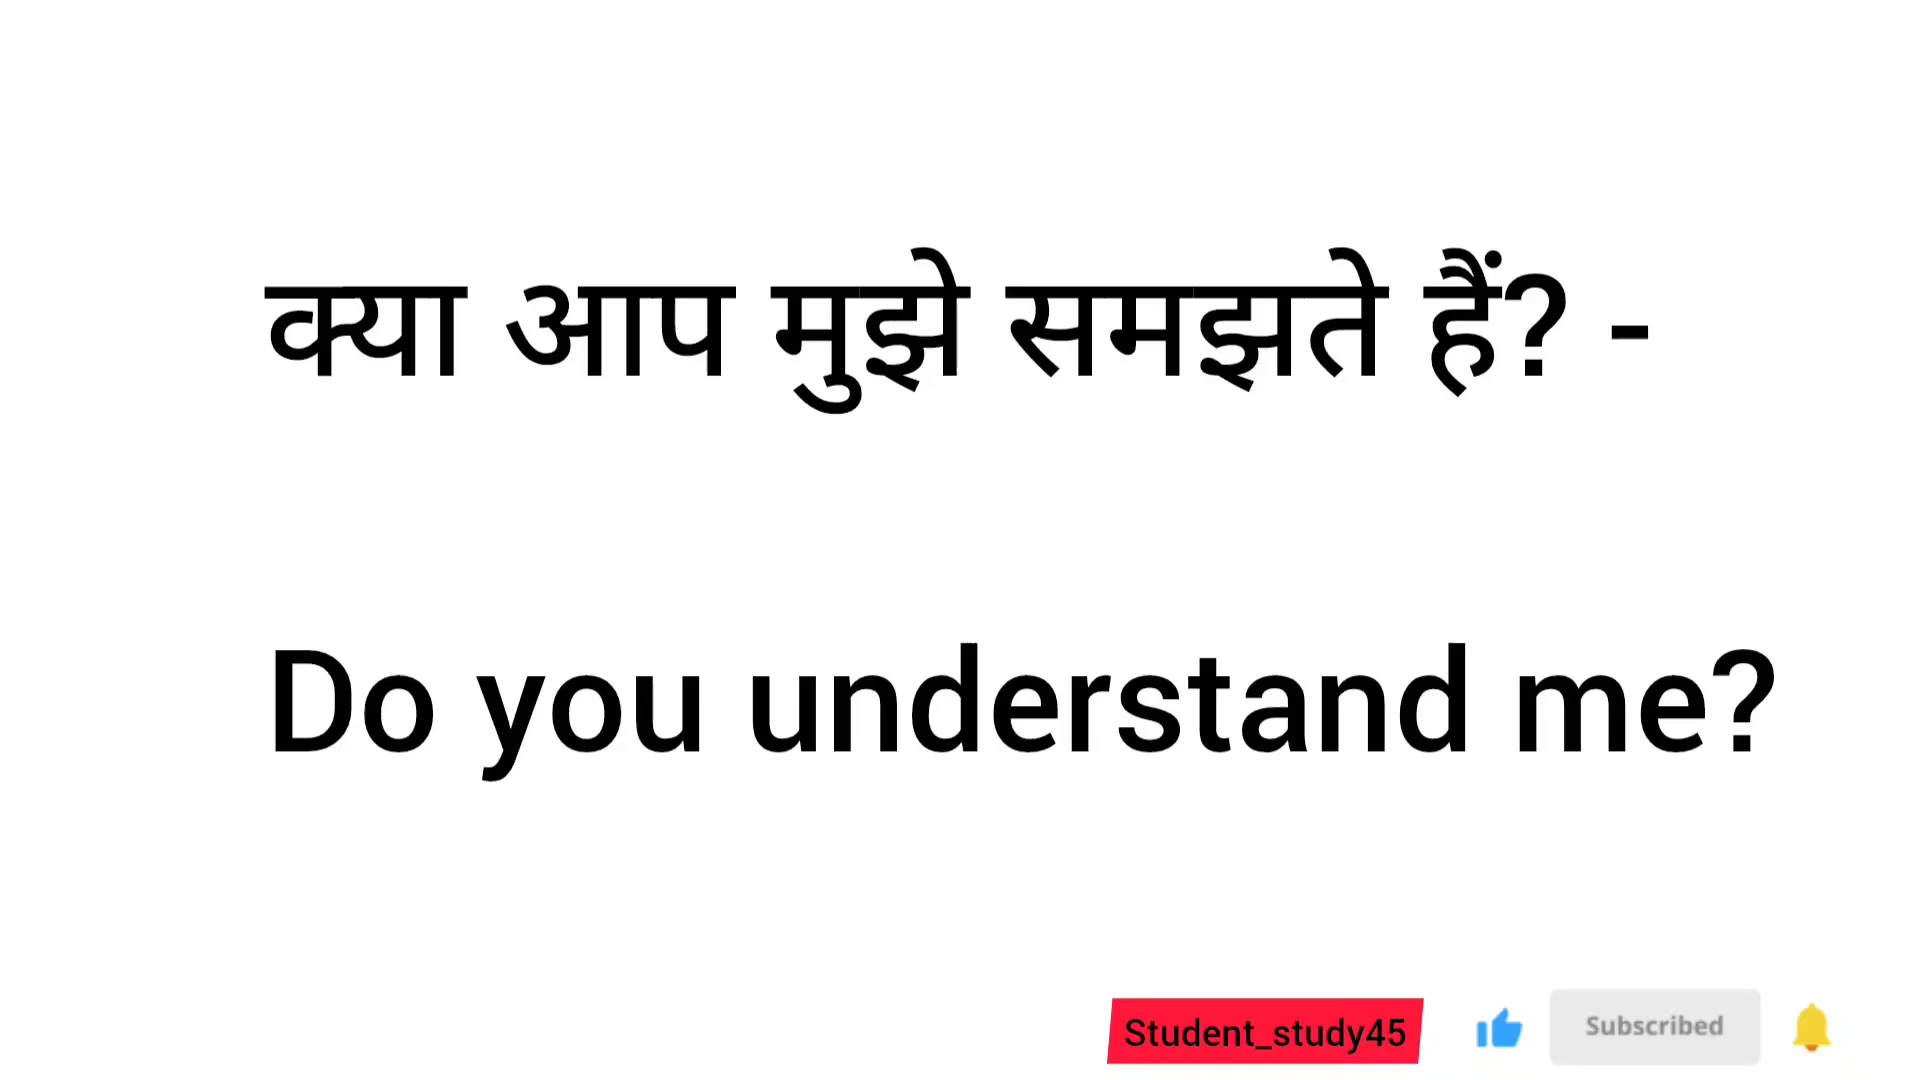 क्या आप मुझे समझते हैं? -
Do you understand me?
Student_study45
Subscribed